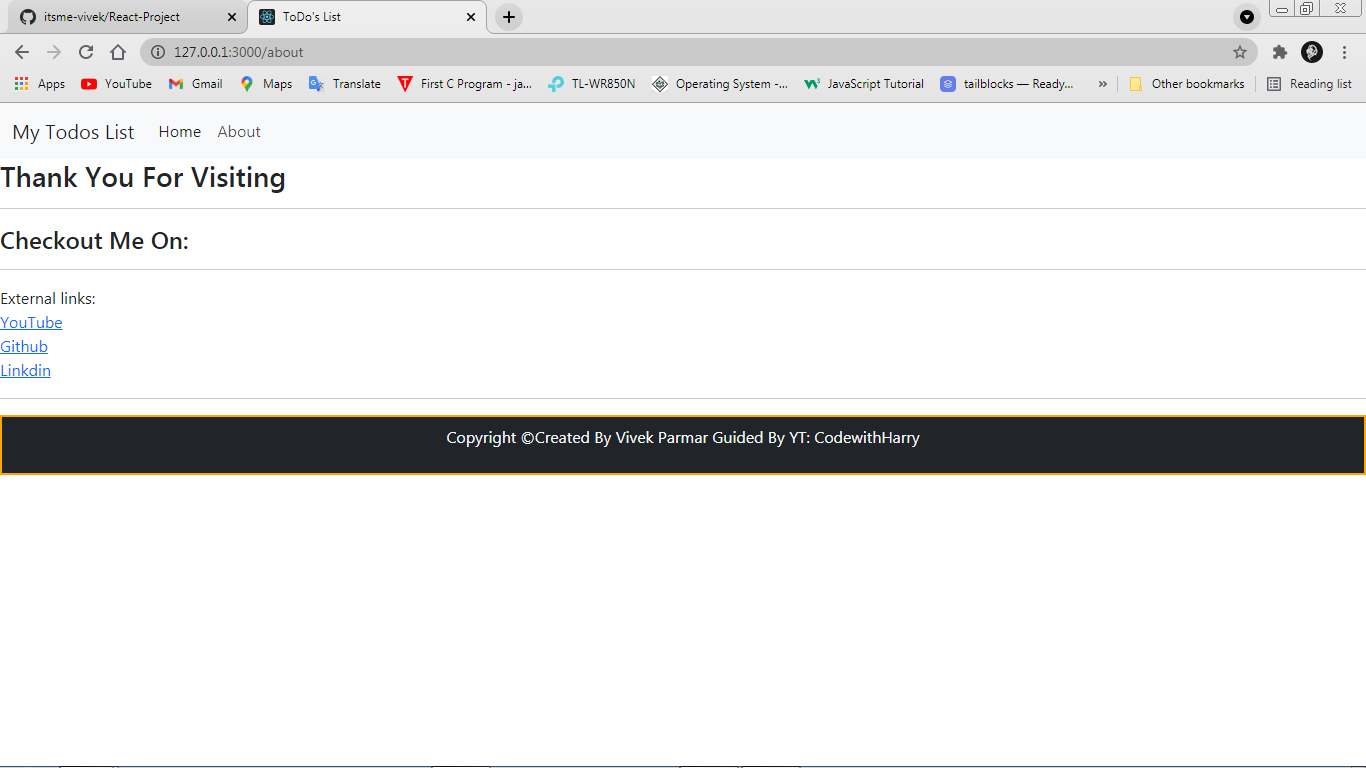 itsme-vivek/React-Project ToDo's List
127.0.0.1:3000/about
Apps YouTube Gmail Maps Translate First C Program - ja... TL-WR850N Operating System -... JavaScript Tutorial tailblocks — Ready... » Other bookmarks Reading list
My Todos List Home About
Thank You For Visiting
Checkout Me On:
External links:
YouTube
Github
Linkdin
Copyright ©Created By Vivek Parmar Guided By YT: CodewithHarry